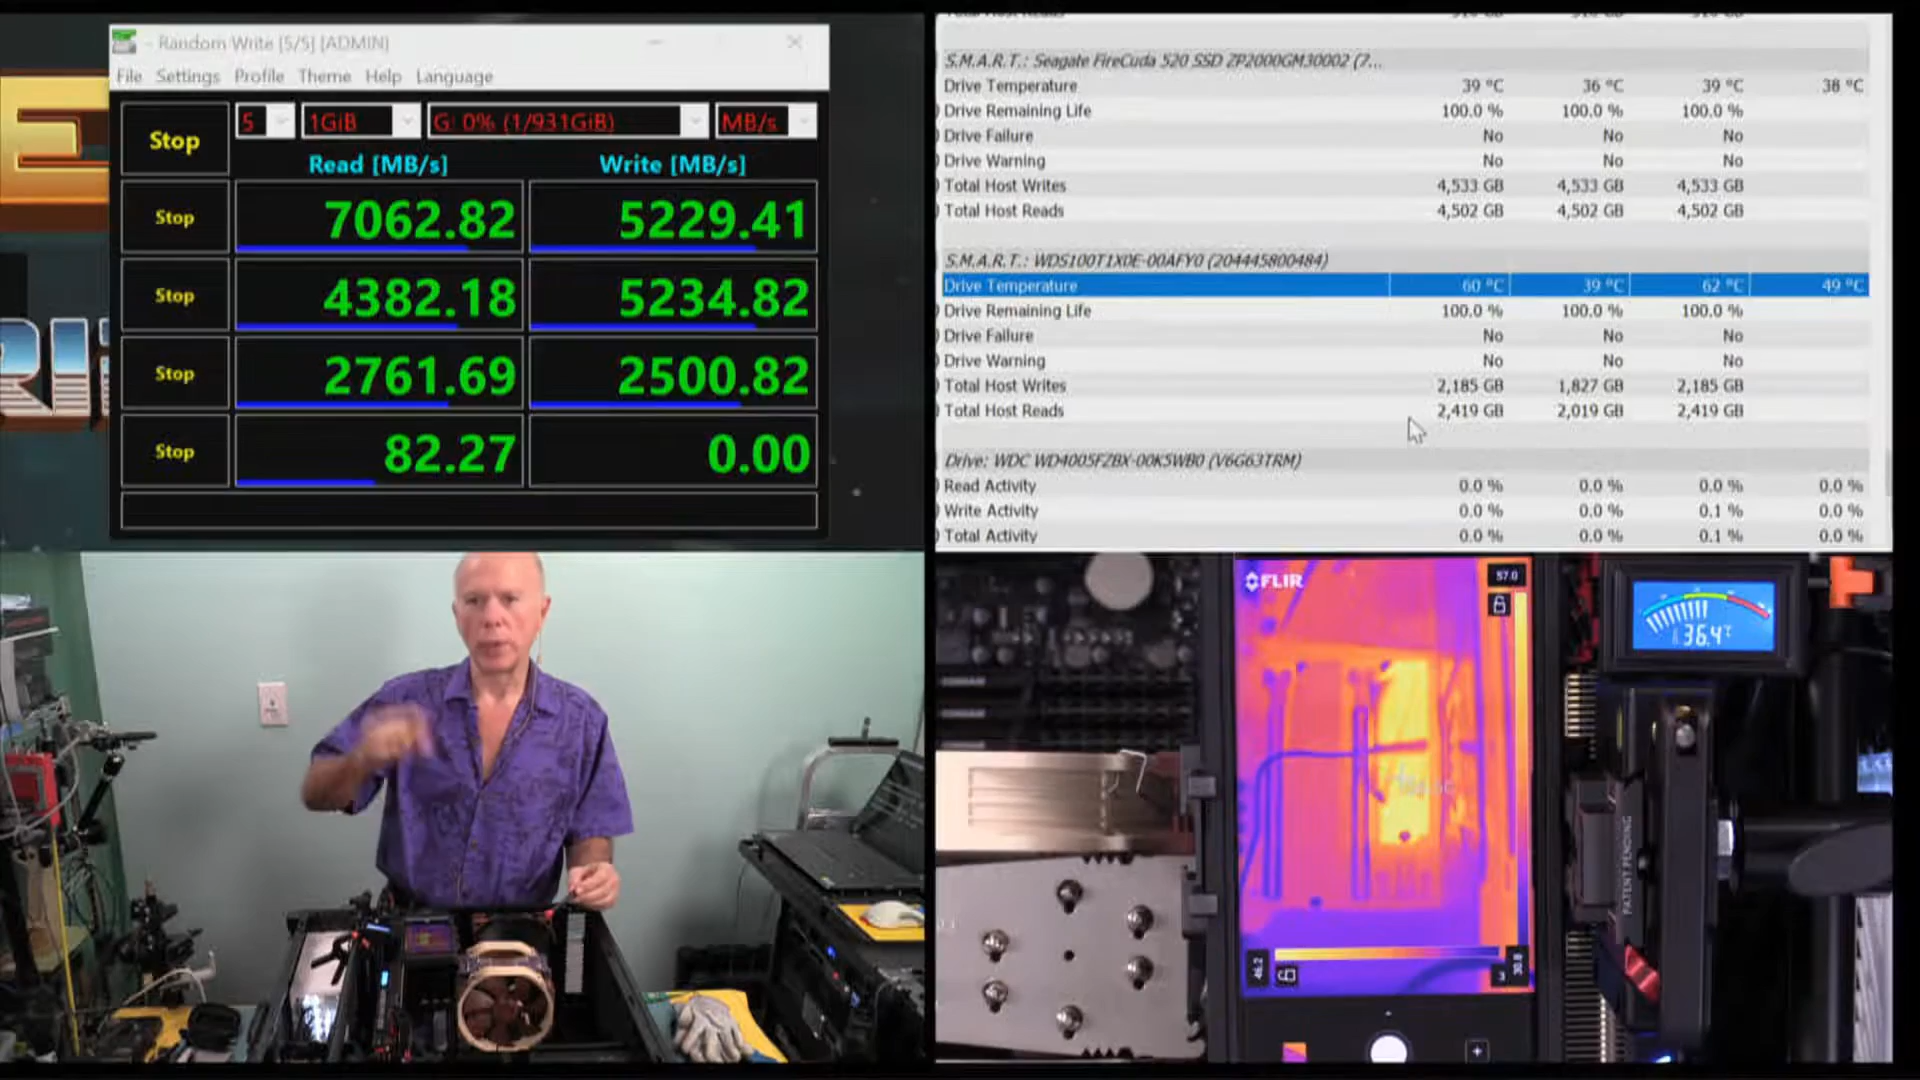 - Random Write [5/5] [ADMIN]
File Settings Profile Theme Help Language
Stop 5 1GiB G: 0% (1/931GiB) MB/s
Read [MB/s] Write [MB/s]
Stop 7062.82 5229.41
Stop 4382.18 5234.82
Stop 2761.69 2500.82
Stop 82.27 0.00
S.M.A.R.T.: Seagate FireCuda 520 SSD ZP2000GM30002 (7...
Drive Temperature 39 °C 36 °C 39 °C 38 °C
Drive Remaining Life 100.0 % 100.0 % 100.0 %
Drive Failure No No No
Drive Warning No No No
Total Host Writes 4,533 GB 4,533 GB 4,533 GB
Total Host Reads 4,502 GB 4,502 GB 4,502 GB
S.M.A.R.T.: WDS100T1X0E-00AFY0 (204445800484)
Drive Temperature 60 °C 39 °C 62 °C 49 °C
Drive Remaining Life 100.0 % 100.0 % 100.0 %
Drive Failure No No No
Drive Warning No No No
Total Host Writes 2,185 GB 1,827 GB 2,185 GB
Total Host Reads 2,419 GB 2,019 GB 2,419 GB
Drive: WDC WD4005FZBX-00K5WB0 (V6G63TRM)
Read Activity 0.0 % 0.0 % 0.0 % 0.0 %
Write Activity 0.0 % 0.0 % 0.1 % 0.0 %
Total Activity 0.0 % 0.0 % 0.1 % 0.0 %
FLIR
57.0
36.4
46.2
3
30.8
PATENT PENDING